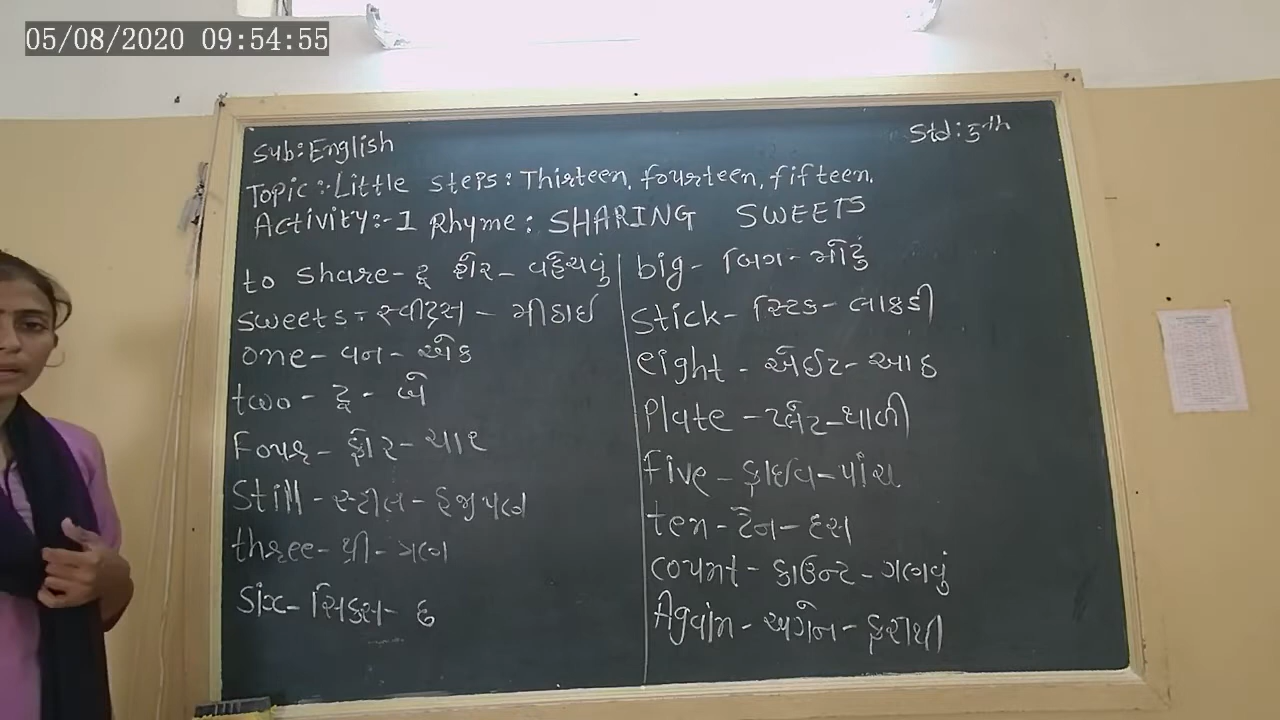 05/08/2020 09:54:55
Sub:English
Std:5th
Topic:-Little steps: Thirteen, fourteen, fifteen.
Activity:-1 Rhyme: SHARING SWEETS
to share-ટૂ શેર-વહેંચવું
sweets-સ્વીટ્સ-મીઠાઈ
one-વન-એક
two-ટૂ-બે
Four-ફોર-ચાર
Still-સ્ટીલ-હજીપણ
three-થ્રી-ત્રણ
Six-સિક્સ-છ
big-બિગ-મોટું
Stick-સ્ટિક-લાકડી
eight-એઈટ-આઠ
Plate-પ્લેટ-થાળી
five-ફાઈવ-પાંચ
ten-ટેન-દસ
count-કાઉન્ટ-ગણવું
Again-અગેન-ફરીથી